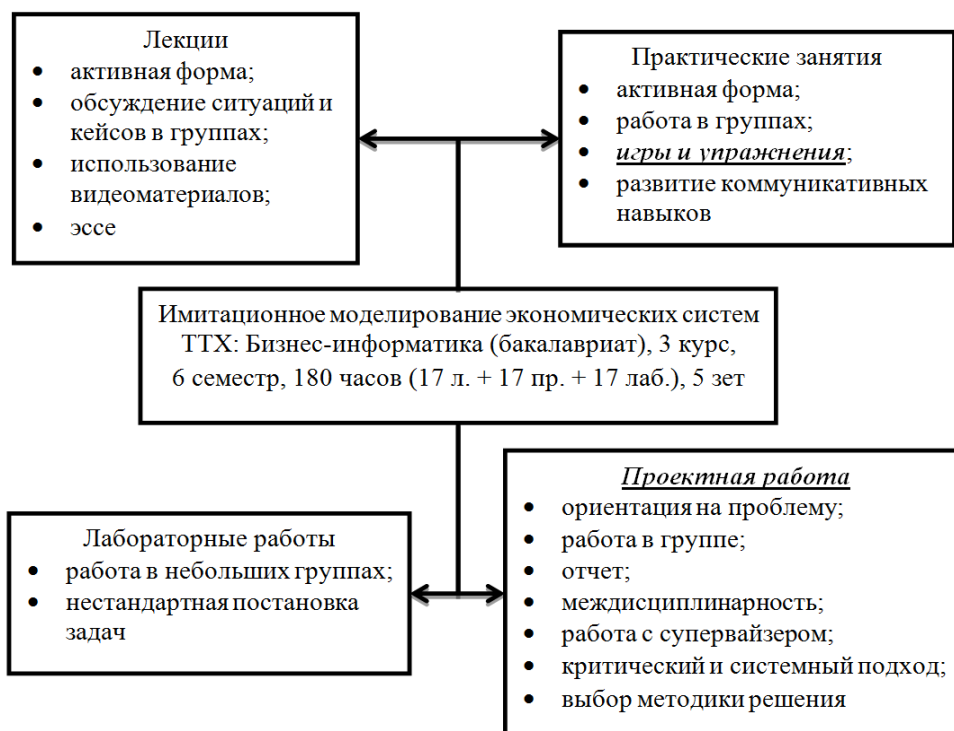 Лекции
• активная форма;
• обсуждение ситуаций и
кейсов в группах;
• использование
видеоматериалов;
• эссе
Практические занятия
• активная форма;
• работа в группах;
• игры и упражнения;
• развитие коммуникативных
навыков
Имитационное моделирование экономических систем
ТТХ: Бизнес-информатика (бакалавриат), 3 курс,
6 семестр, 180 часов (17 л. + 17 пр. + 17 лаб.), 5 зет
Лабораторные работы
• работа в небольших группах;
• нестандартная постановка
задач
Проектная работа
• ориентация на проблему;
• работа в группе;
• отчет;
• междисциплинарность;
• работа с супервайзером;
• критический и системный подход;
• выбор методики решения